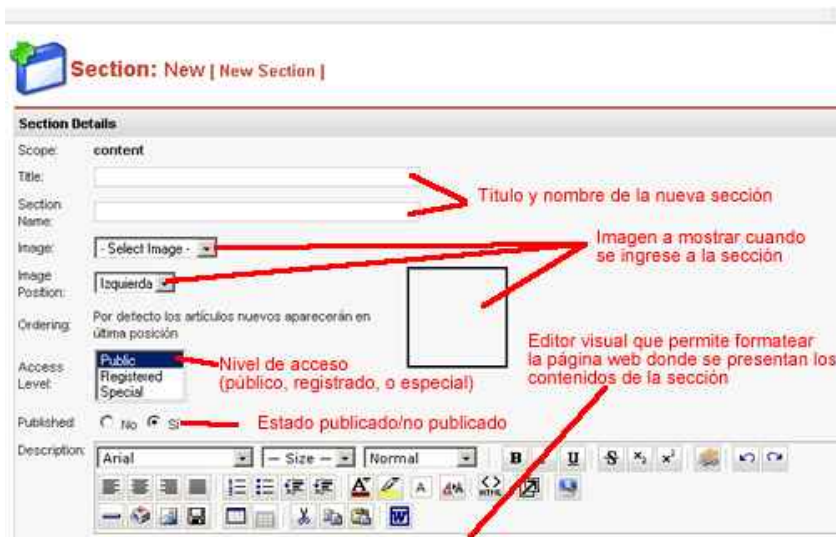 Section: New [ New Section ]
Section Details
Scope: content
Title:
Titulo y nombre de la nueva sección
Section Name:
Image: - Select Image -
Imagen a mostrar cuando
se ingrese a la sección
Image Position: Izquierda
Ordering: Por defecto los artículos nuevos aparecerán en
última posición
Editor visual que permite formatear
la página web donde se presentan los
contenidos de la sección
Access Level: Public
Registered
Special
Nivel de acceso
(público, registrado, o especial)
Published: No Si
Estado publicado/no publicado
Description: Arial – Size – Normal B U S x₂ x²
A A HTML
W